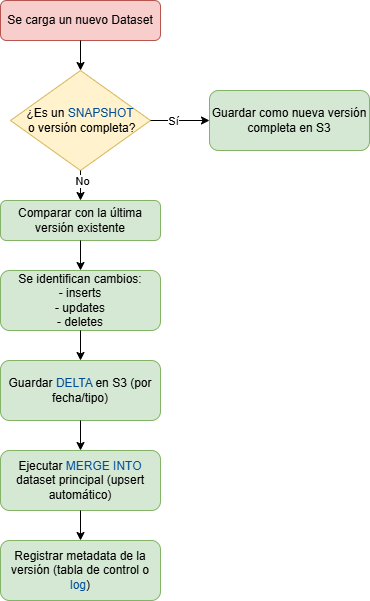 Se carga un nuevo Dataset
¿Es un SNAPSHOT
o versión completa?
Sí
Guardar como nueva versión
completa en S3
No
Comparar con la última
versión existente
Se identifican cambios:
- inserts
- updates
- deletes
Guardar DELTA en S3 (por
fecha/tipo)
Ejecutar MERGE INTO
dataset principal (upsert
automático)
Registrar metadata de la
versión (tabla de control o
log)